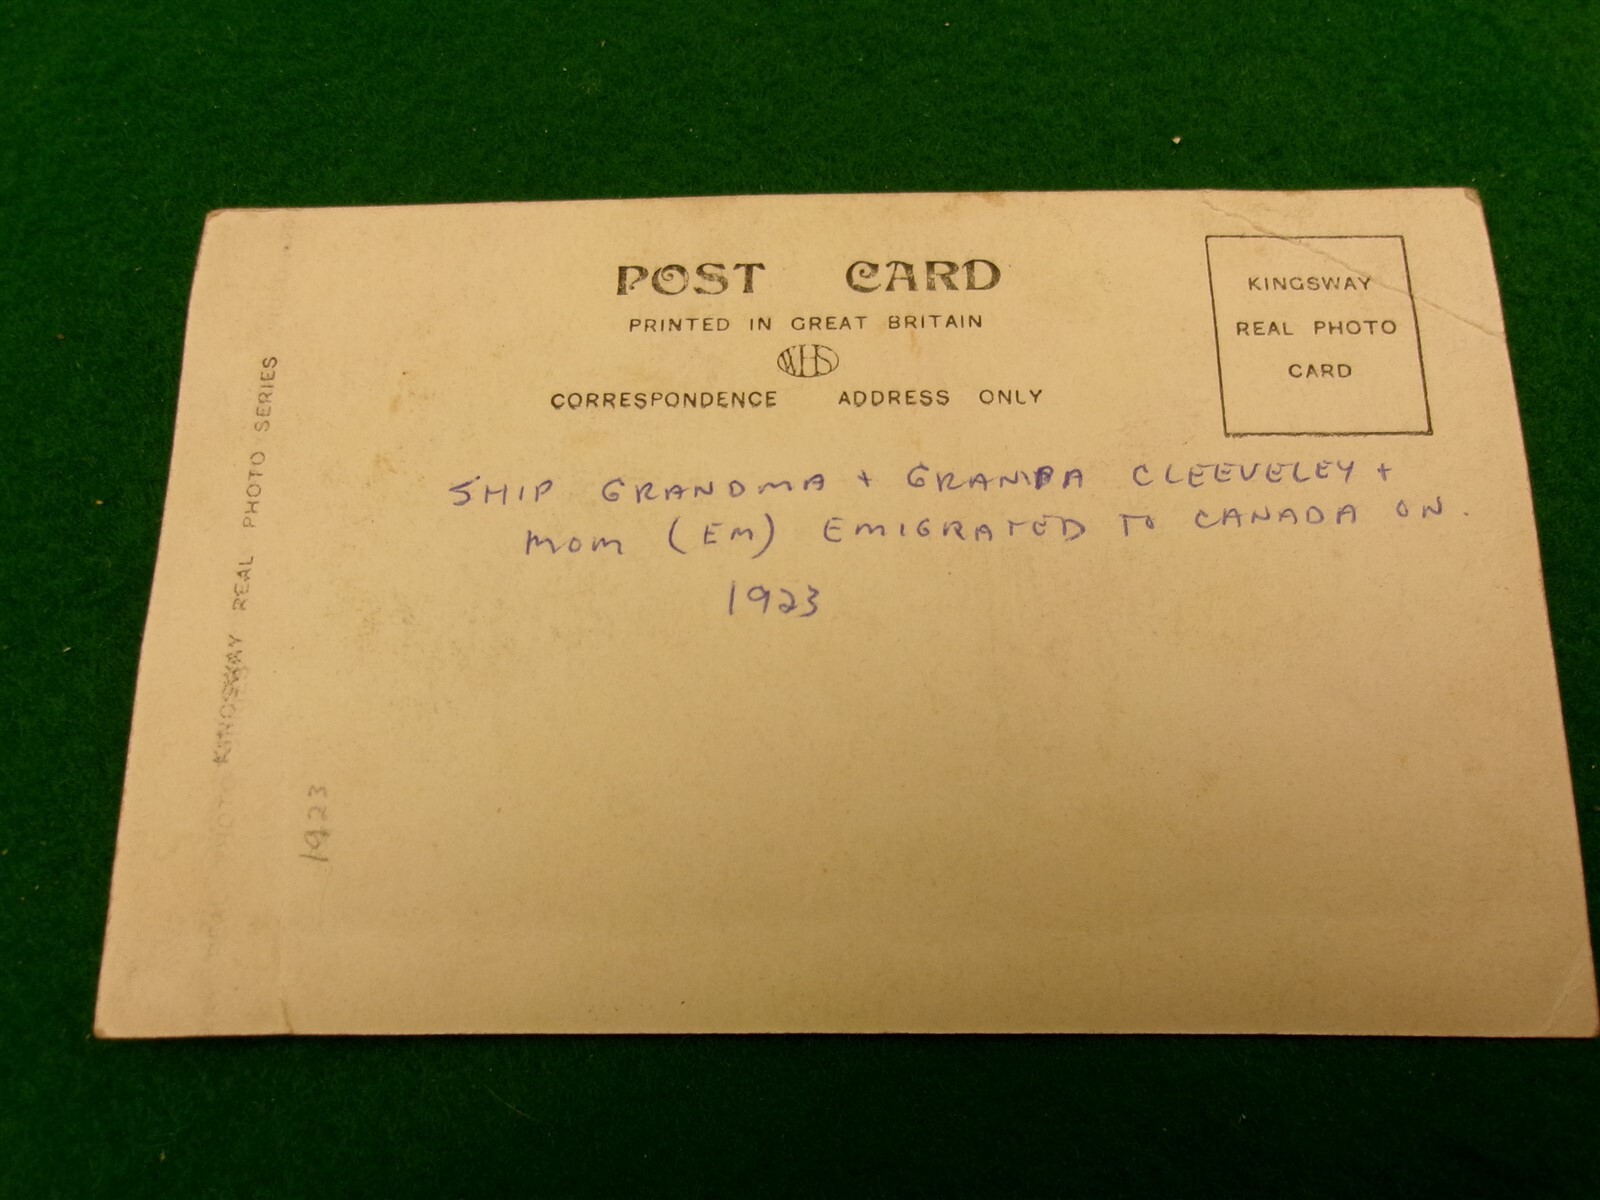 POST CARD
PRINTED IN GREAT BRITAIN
WHS
CORRESPONDENCE ADDRESS ONLY
KINGSWAY
REAL PHOTO
CARD
SHIP GRANDMA + GRAMPA CLEEVELEY +
MOM (EM) EMIGRATED TO CANADA ON.
1923
KINGSWAY REAL PHOTO SERIES
1923